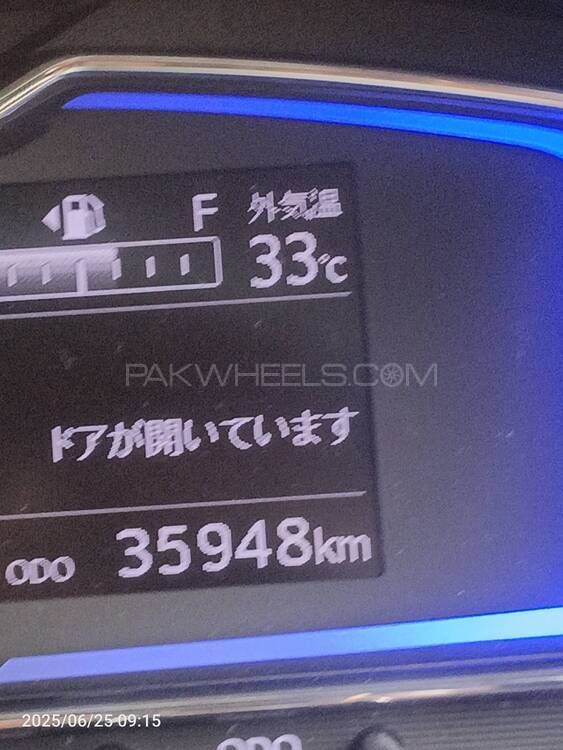 F 外気温
33℃
PAKWHEELS.COM
ドアが開いています
ODO 35948km
2025/06/25 09:15
ODO